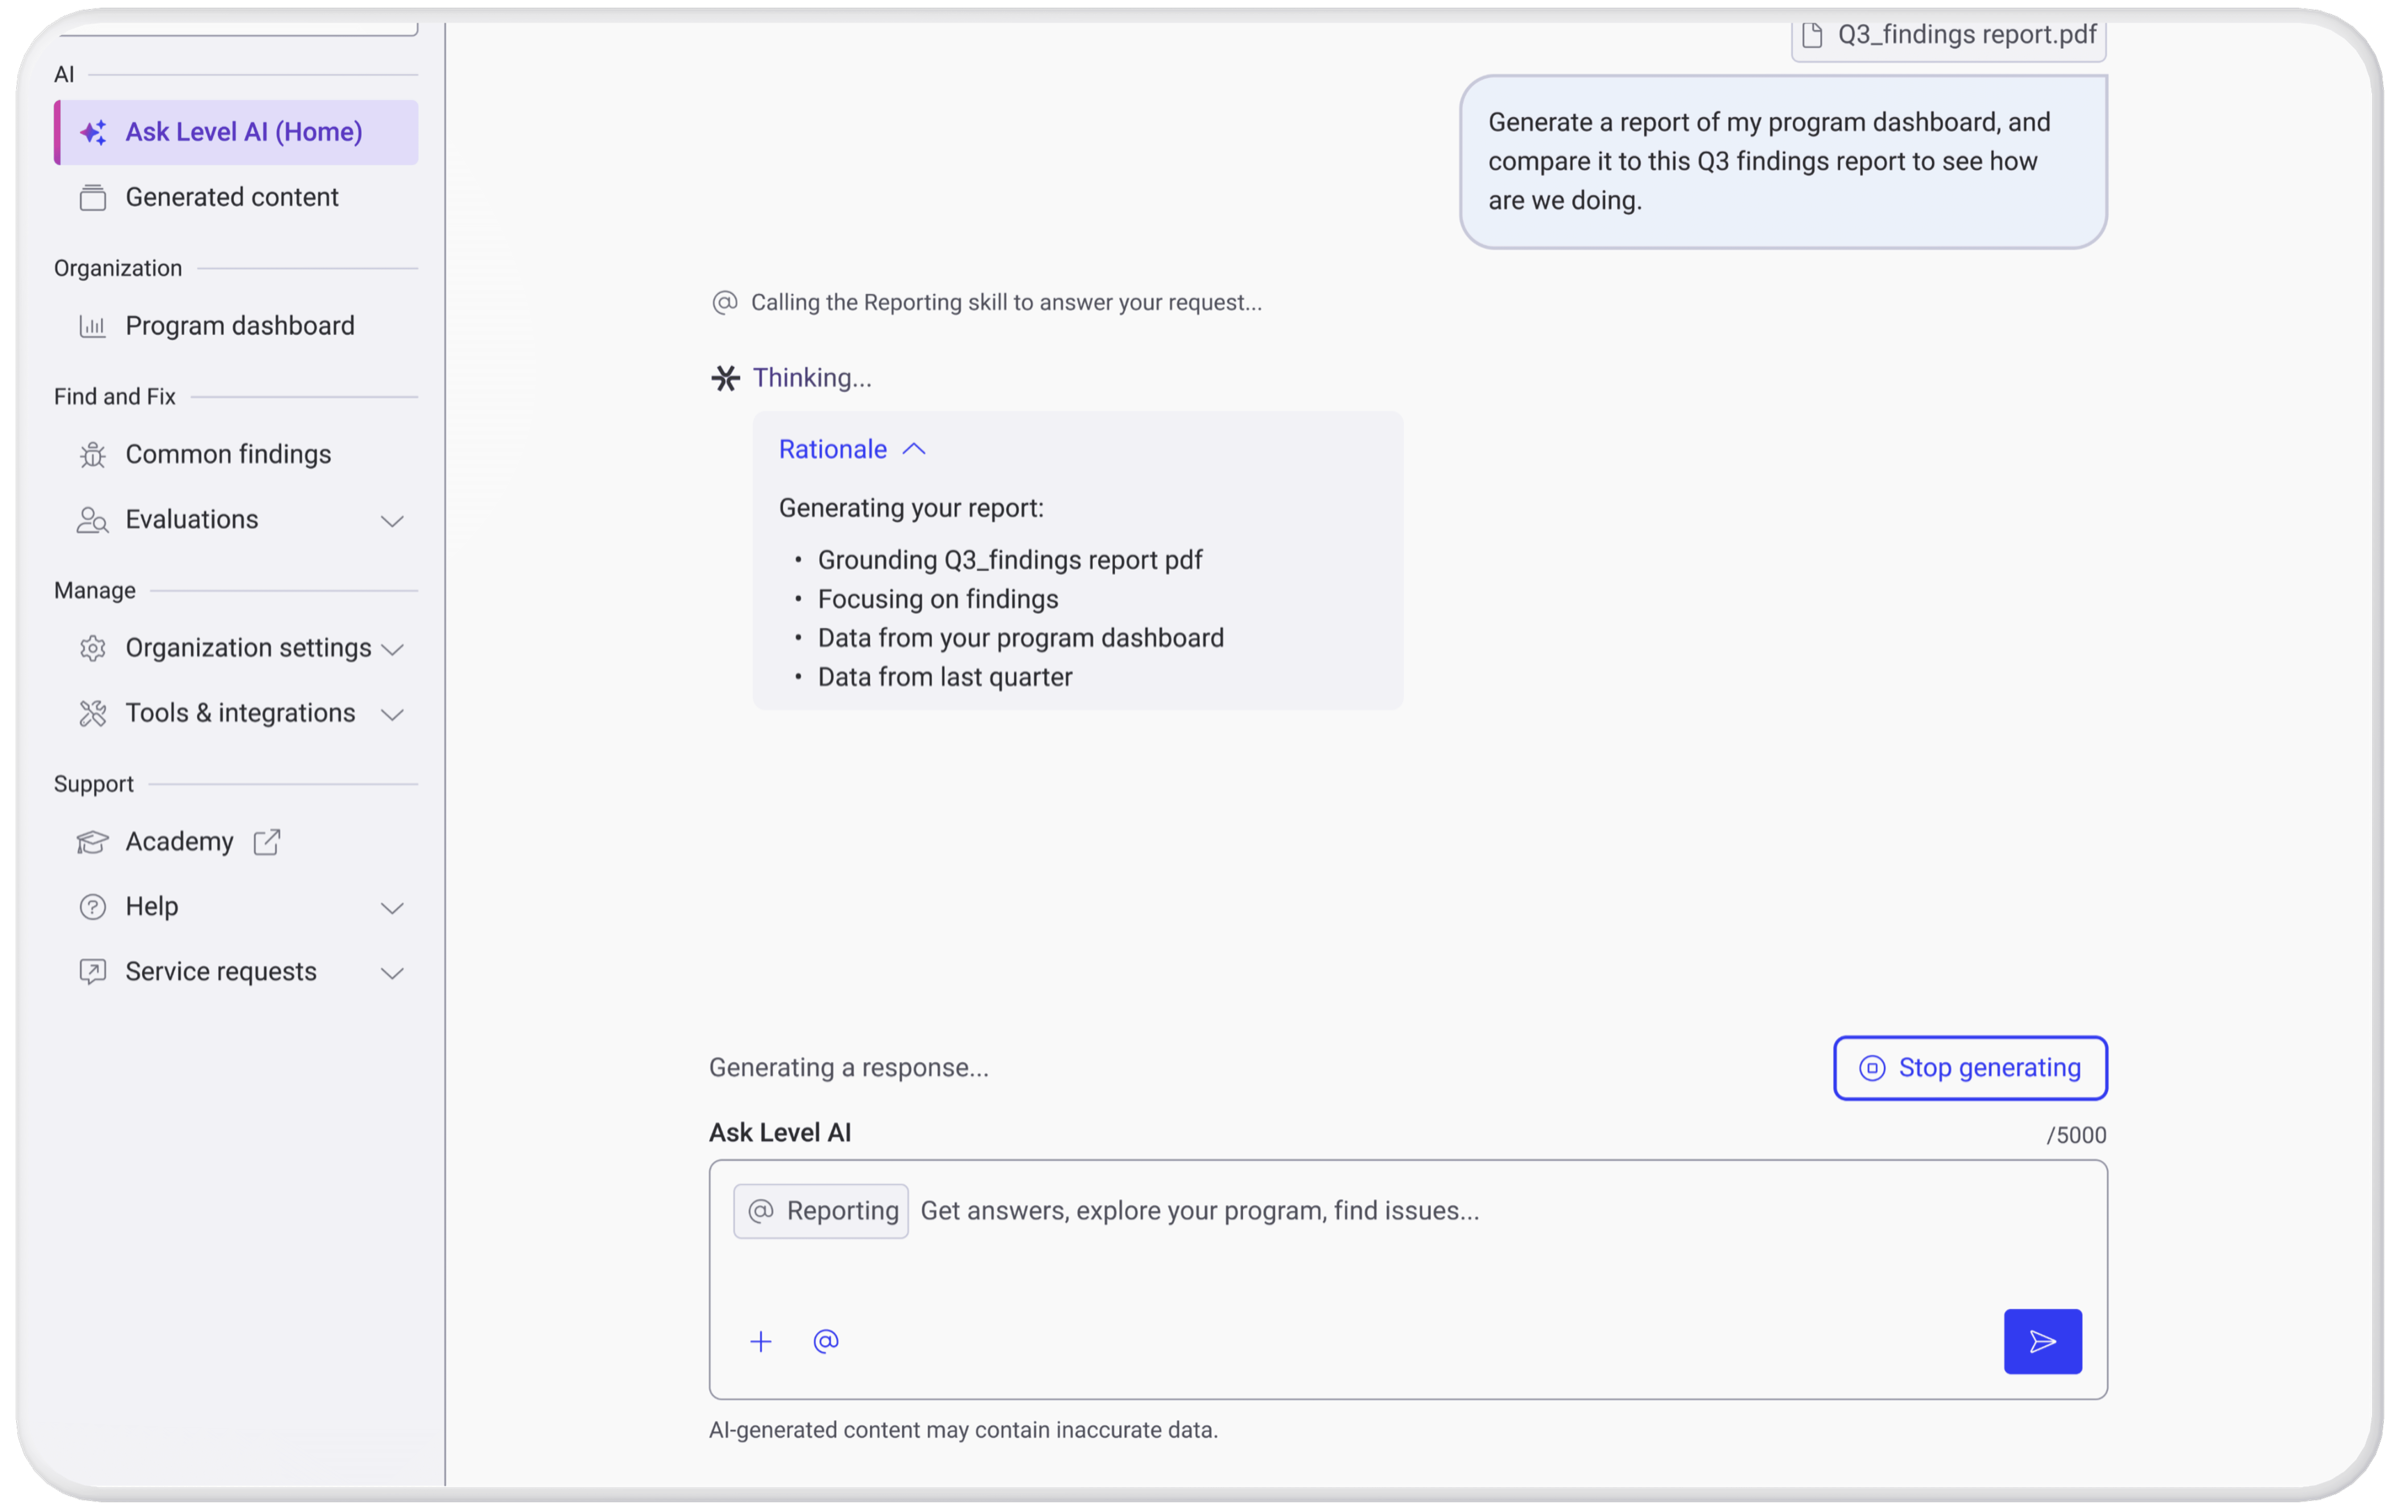 AI
Ask Level AI (Home)
Generated content
Organization
Program dashboard
Find and Fix
Common findings
Evaluations
Manage
Organization settings
Tools & integrations
Support
Academy
Help
Service requests
Q3_findings report.pdf
Generate a report of my program dashboard, and
compare it to this Q3 findings report to see how
are we doing.
@ Calling the Reporting skill to answer your request...
Thinking...
Rationale
Generating your report:
• Grounding Q3_findings report pdf
• Focusing on findings
• Data from your program dashboard
• Data from last quarter
Generating a response...
Stop generating
Ask Level AI
/5000
@ Reporting Get answers, explore your program, find issues...
+ @
AI-generated content may contain inaccurate data.